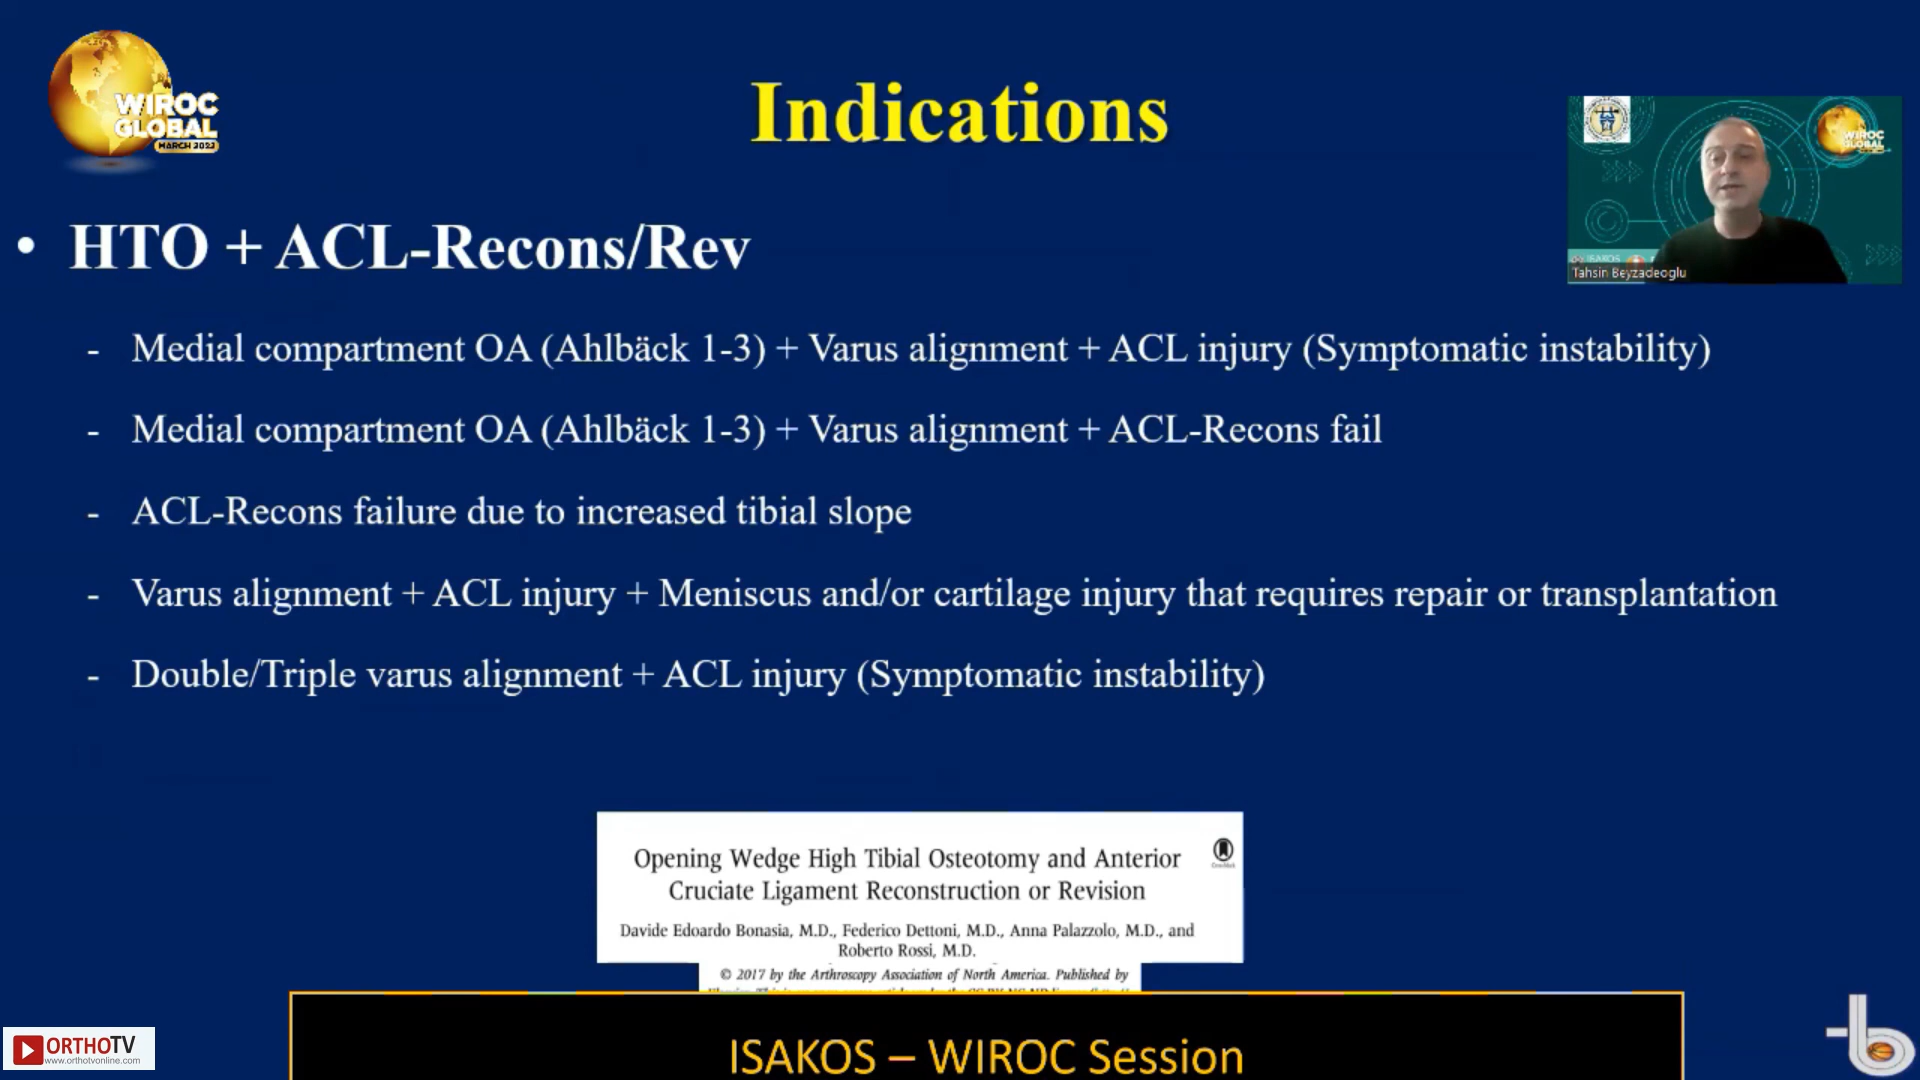 WIROC
GLOBAL
MARCH 2022
Indications
WIROC
GLOBAL
ISAKOS
Tahsin Beyzadeoglu
• HTO + ACL-Recons/Rev
- Medial compartment OA (Ahlbäck 1-3) + Varus alignment + ACL injury (Symptomatic instability)
- Medial compartment OA (Ahlbäck 1-3) + Varus alignment + ACL-Recons fail
- ACL-Recons failure due to increased tibial slope
- Varus alignment + ACL injury + Meniscus and/or cartilage injury that requires repair or transplantation
- Double/Triple varus alignment + ACL injury (Symptomatic instability)
Opening Wedge High Tibial Osteotomy and Anterior
Cruciate Ligament Reconstruction or Revision
Davide Edoardo Bonasia, M.D., Federico Dettoni, M.D., Anna Palazzolo, M.D., and
Roberto Rossi, M.D.
© 2017 by the Arthroscopy Association of North America. Published by
ISAKOS – WIROC Session
ORTHOTV
www.orthotvonline.com